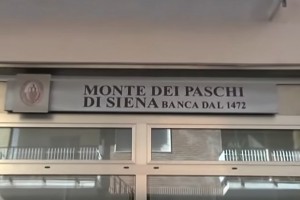 MONTE DEI PASCHI
DI SIENA BANCA DAL 1472